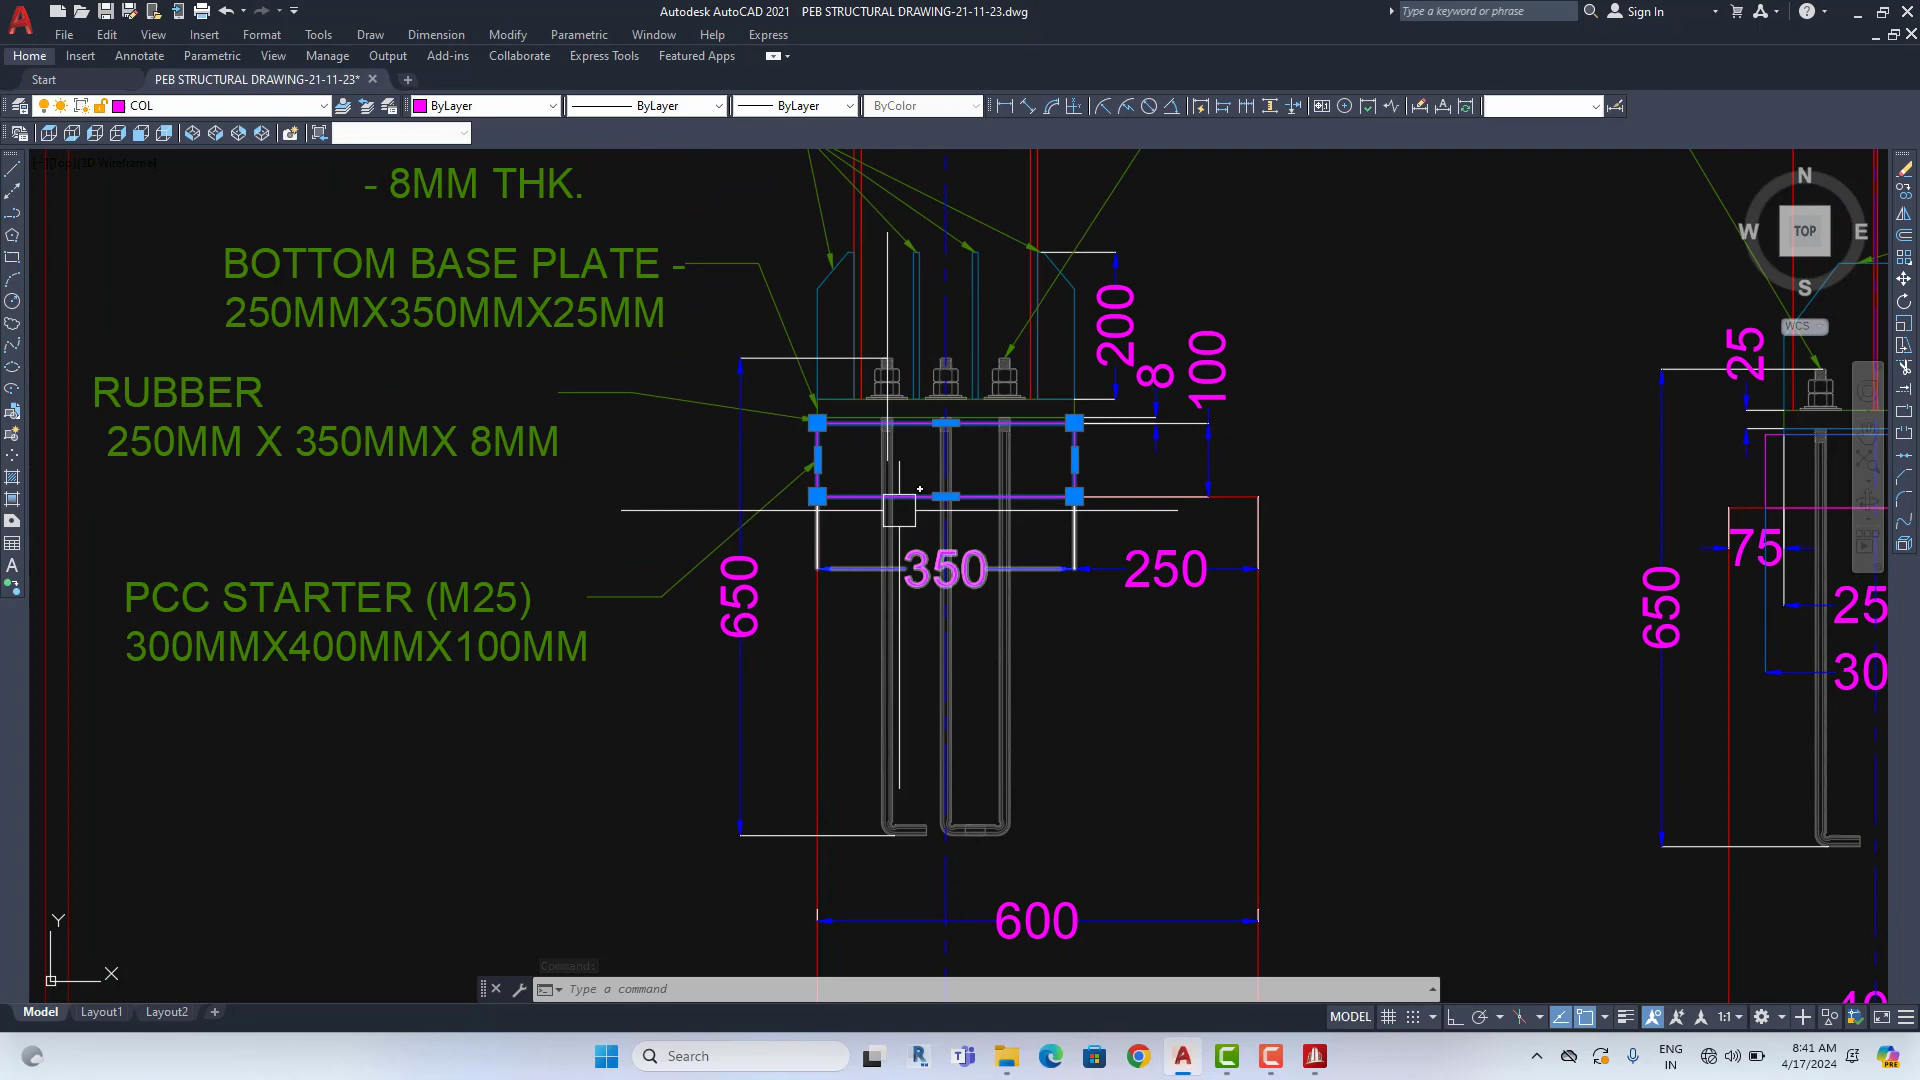 Autodesk AutoCAD 2021 PEB STRUCTURAL DRAWING-21-11-23.dwg
Type a keyword or phrase
Sign In
File Edit View Insert Format Tools Draw Dimension Modify Parametric Window Help Express
Home Insert Annotate Parametric View Manage Output Add-ins Collaborate Express Tools Featured Apps
Start
PEB STRUCTURAL DRAWING-21-11-23*
COL
ByLayer
ByLayer
ByLayer
ByColor
[−][Top][2D Wireframe]
- 8MM THK.
BOTTOM BASE PLATE -
250MMX350MMX25MM
RUBBER
250MM X 350MMX 8MM
PCC STARTER (M25)
300MMX400MMX100MM
200
8
100
650
350
250
600
25
650
75
25
30
N
W TOP E
S
WCS
Y
X
Command:
Type a command
Model Layout1 Layout2
MODEL
1:1
Search
ENG
IN
8:41 AM
4/17/2024
PRE